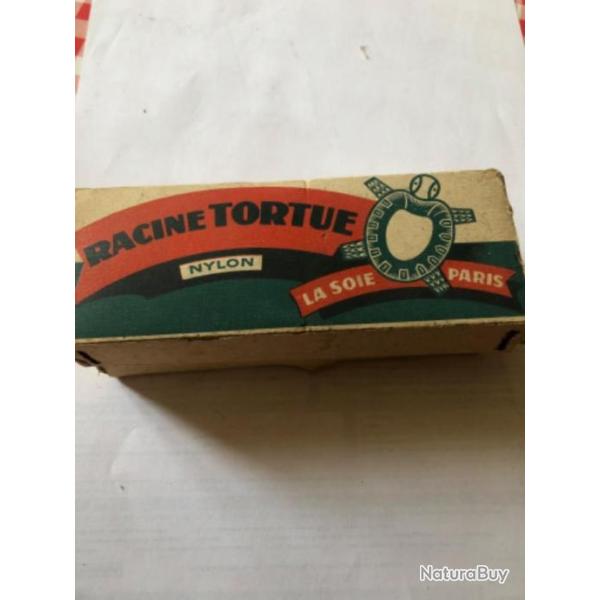 RACINE TORTUE
NYLON
LA SOIE PARIS
NaturaBuy